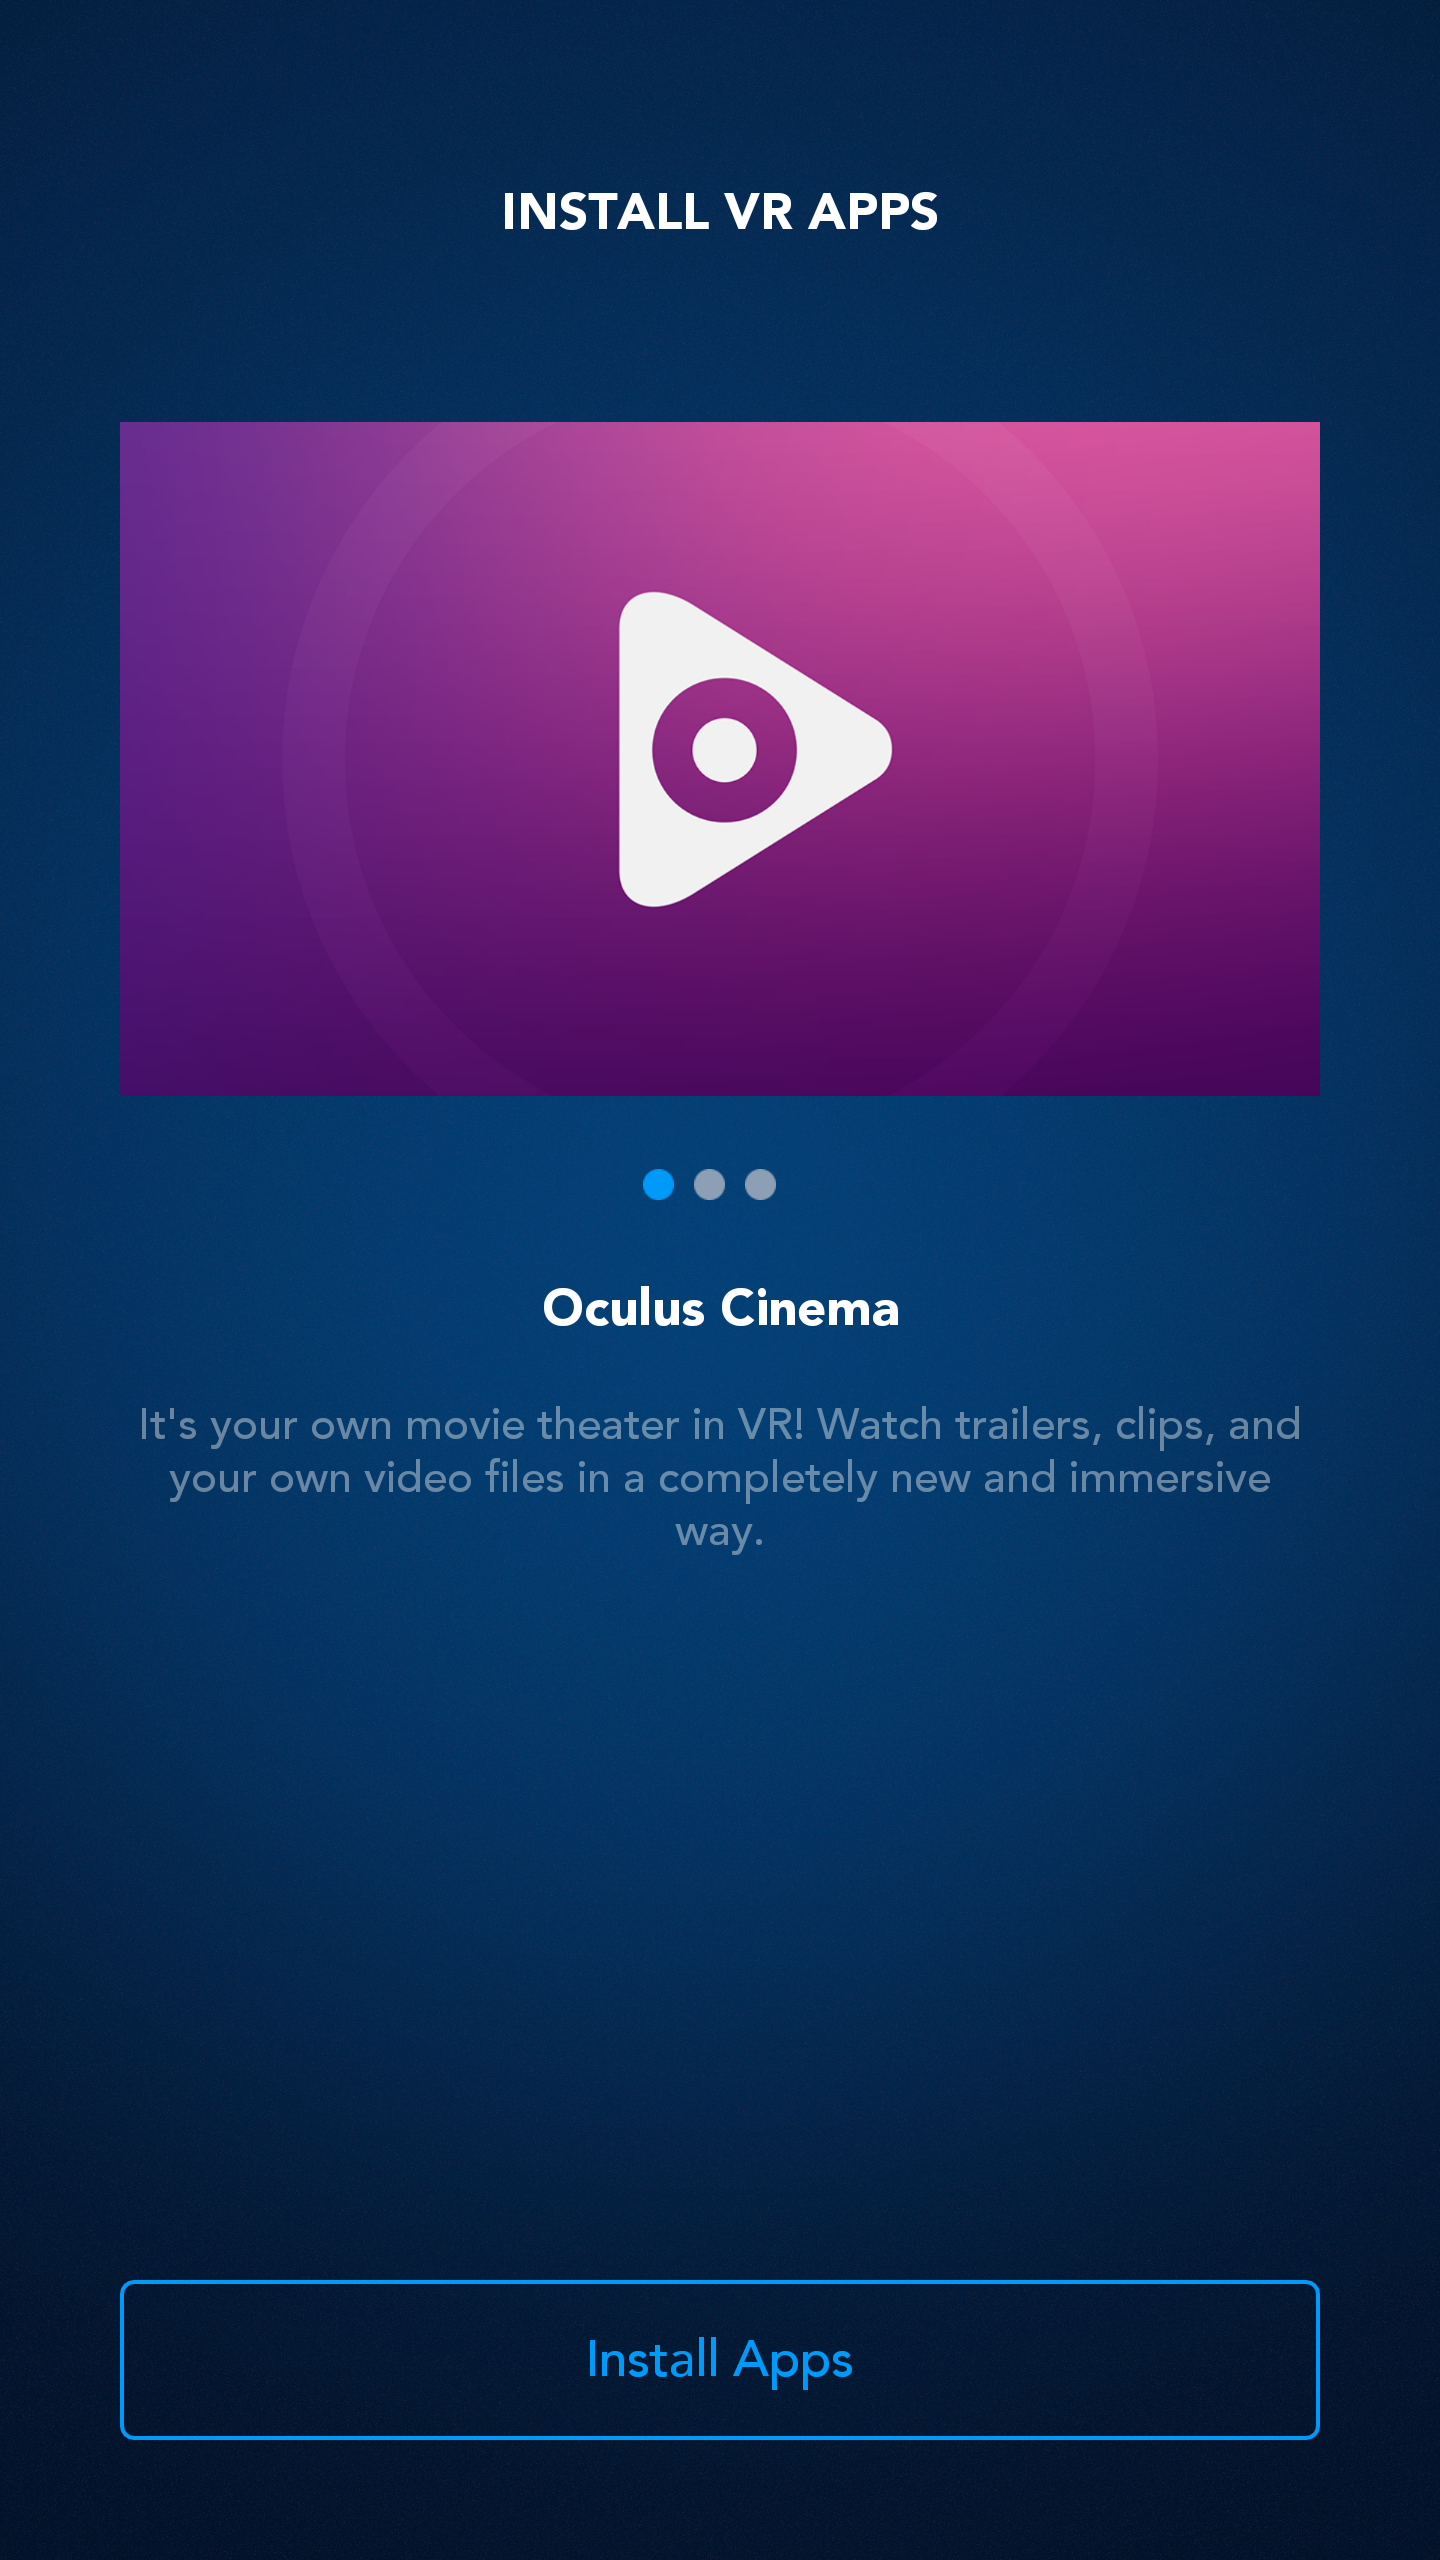 INSTALL VR APPS
Oculus Cinema
It's your own movie theater in VR! Watch trailers, clips, and
your own video files in a completely new and immersive
way.
Install Apps